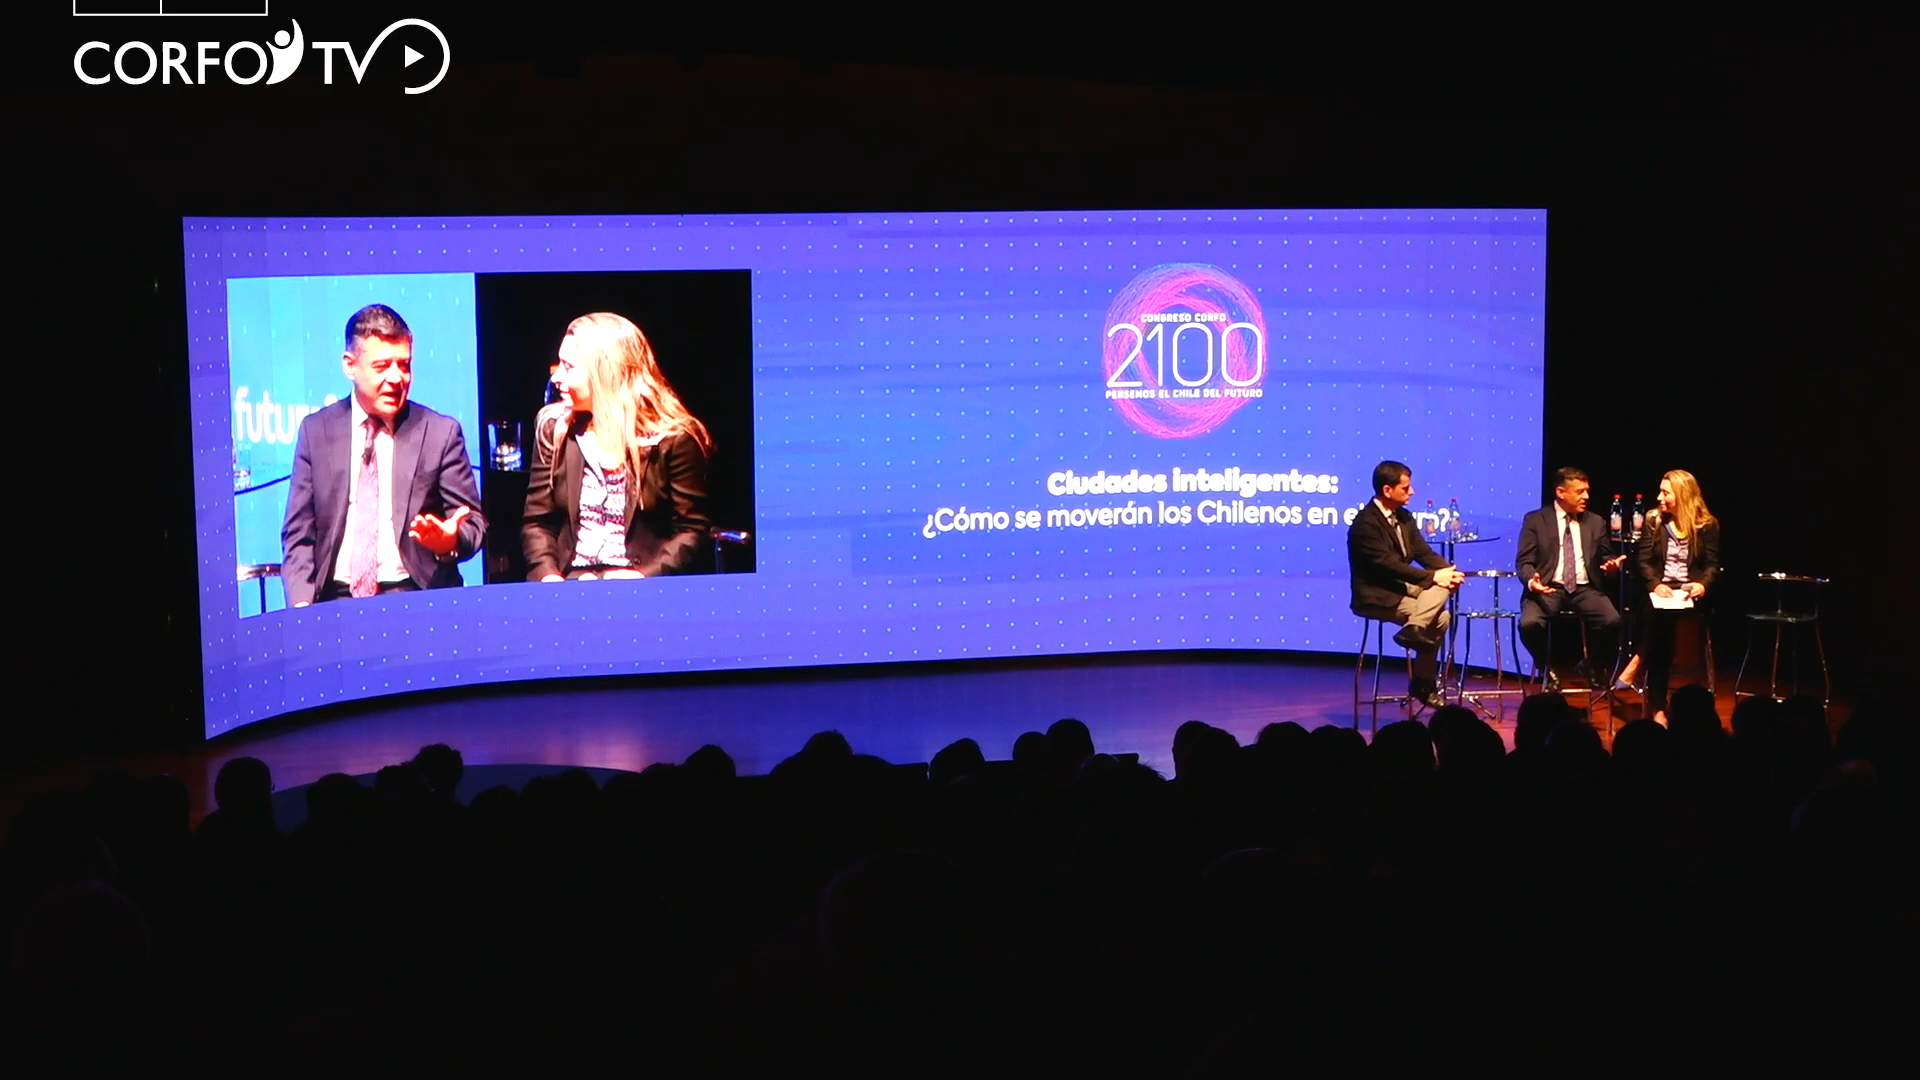 CORFO TV
futuro
CONGRESO CORFO
2100
PENSEMOS EL CHILE DEL FUTURO
Ciudades inteligentes:
¿Cómo se moverán los Chilenos en el